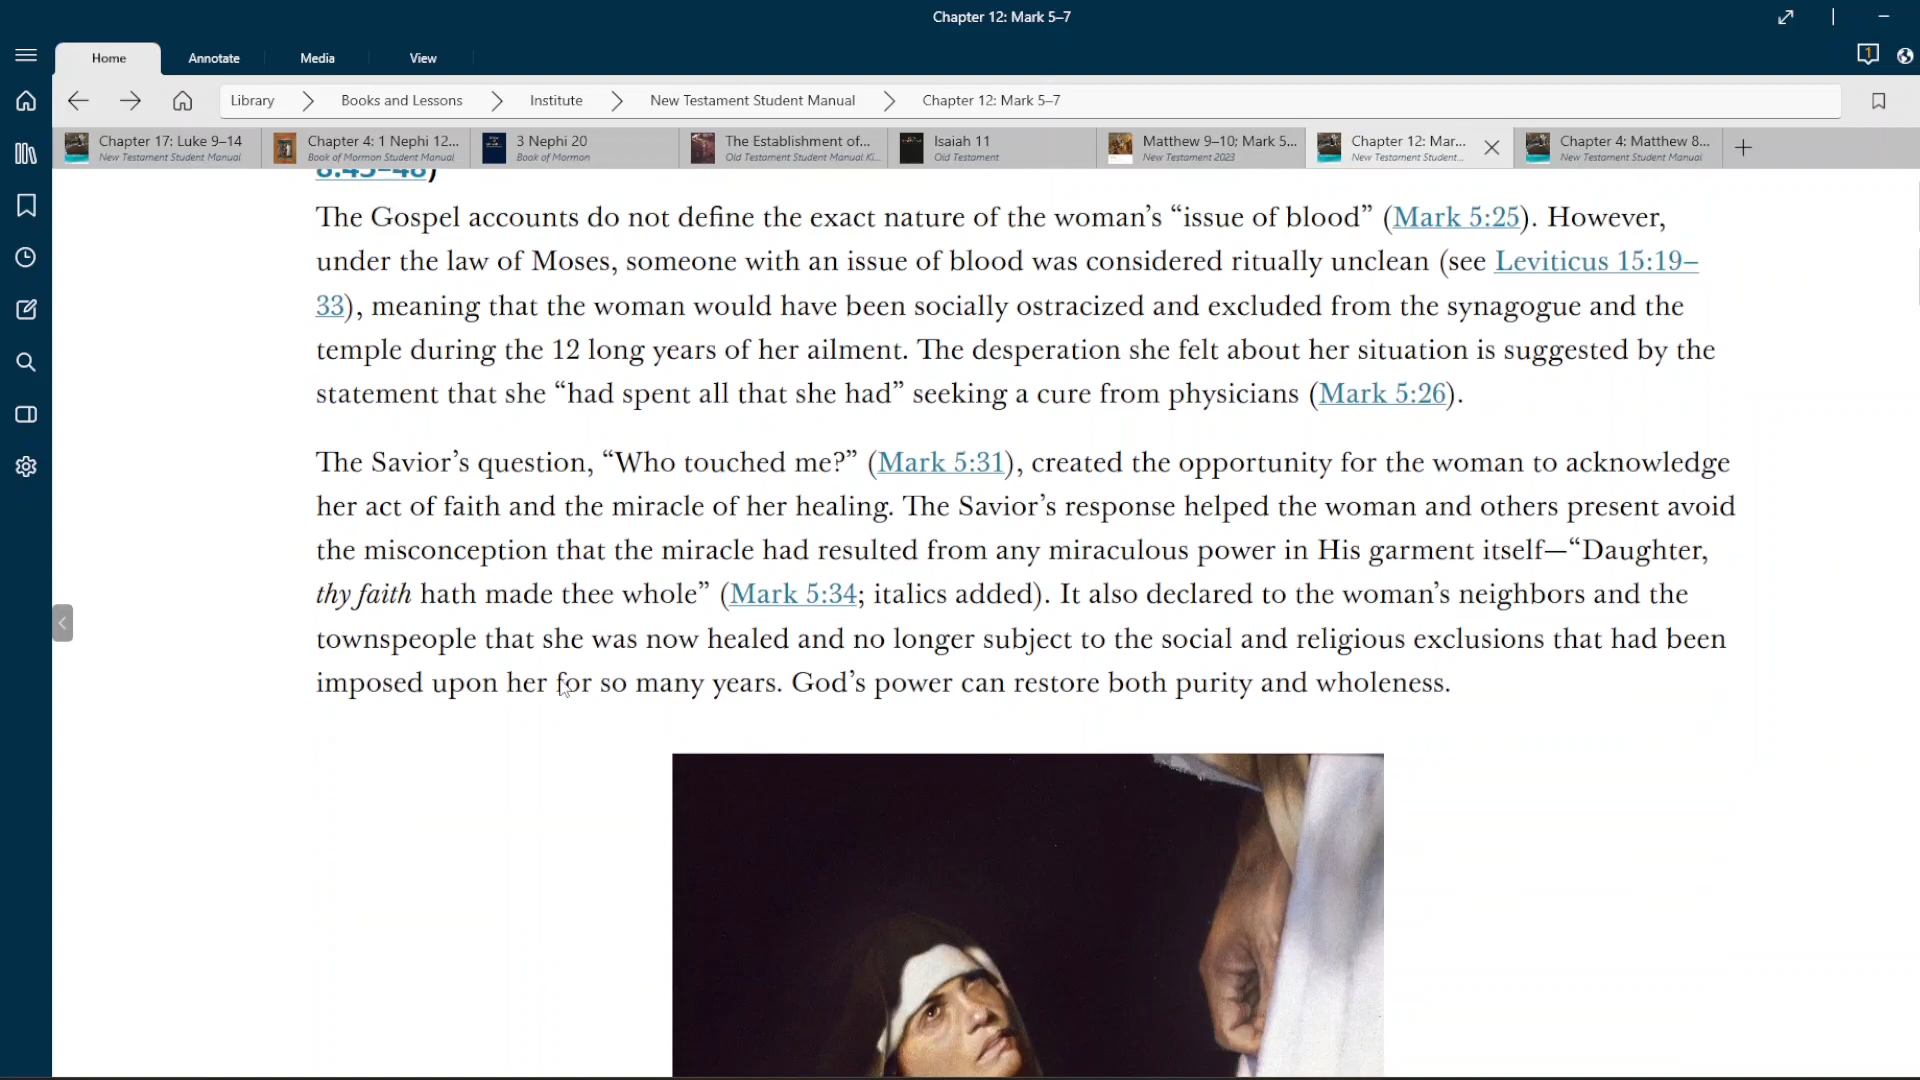 Chapter 12: Mark 5–7
Home
Annotate
Media
View
1
Library
Books and Lessons
Institute
New Testament Student Manual
Chapter 12: Mark 5–7
Chapter 17: Luke 9–14
New Testament Student Manual
Chapter 4: 1 Nephi 12...
Book of Mormon Student Manual
3 Nephi 20
Book of Mormon
The Establishment of...
Old Testament Student Manual Ki...
Isaiah 11
Old Testament
Matthew 9–10; Mark 5...
New Testament 2023
Chapter 12: Mar...
New Testament Student...
Chapter 4: Matthew 8...
New Testament Student Manual
8:45–48)
The Gospel accounts do not define the exact nature of the woman’s “issue of blood” (Mark 5:25). However,
under the law of Moses, someone with an issue of blood was considered ritually unclean (see Leviticus 15:19–
33), meaning that the woman would have been socially ostracized and excluded from the synagogue and the
temple during the 12 long years of her ailment. The desperation she felt about her situation is suggested by the
statement that she “had spent all that she had” seeking a cure from physicians (Mark 5:26).
The Savior’s question, “Who touched me?” (Mark 5:31), created the opportunity for the woman to acknowledge
her act of faith and the miracle of her healing. The Savior’s response helped the woman and others present avoid
the misconception that the miracle had resulted from any miraculous power in His garment itself—“Daughter,
thy faith hath made thee whole” (Mark 5:34; italics added). It also declared to the woman’s neighbors and the
townspeople that she was now healed and no longer subject to the social and religious exclusions that had been
imposed upon her for so many years. God’s power can restore both purity and wholeness.